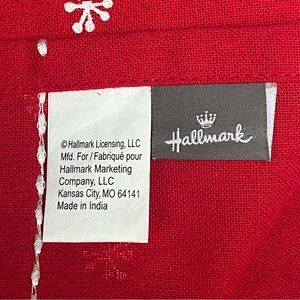 © Hallmark Licensing, LLC
Mfd. For / Fabriqué pour
Hallmark Marketing
Company, LLC
Kansas City, MO 64141
Made in India
Hallmark